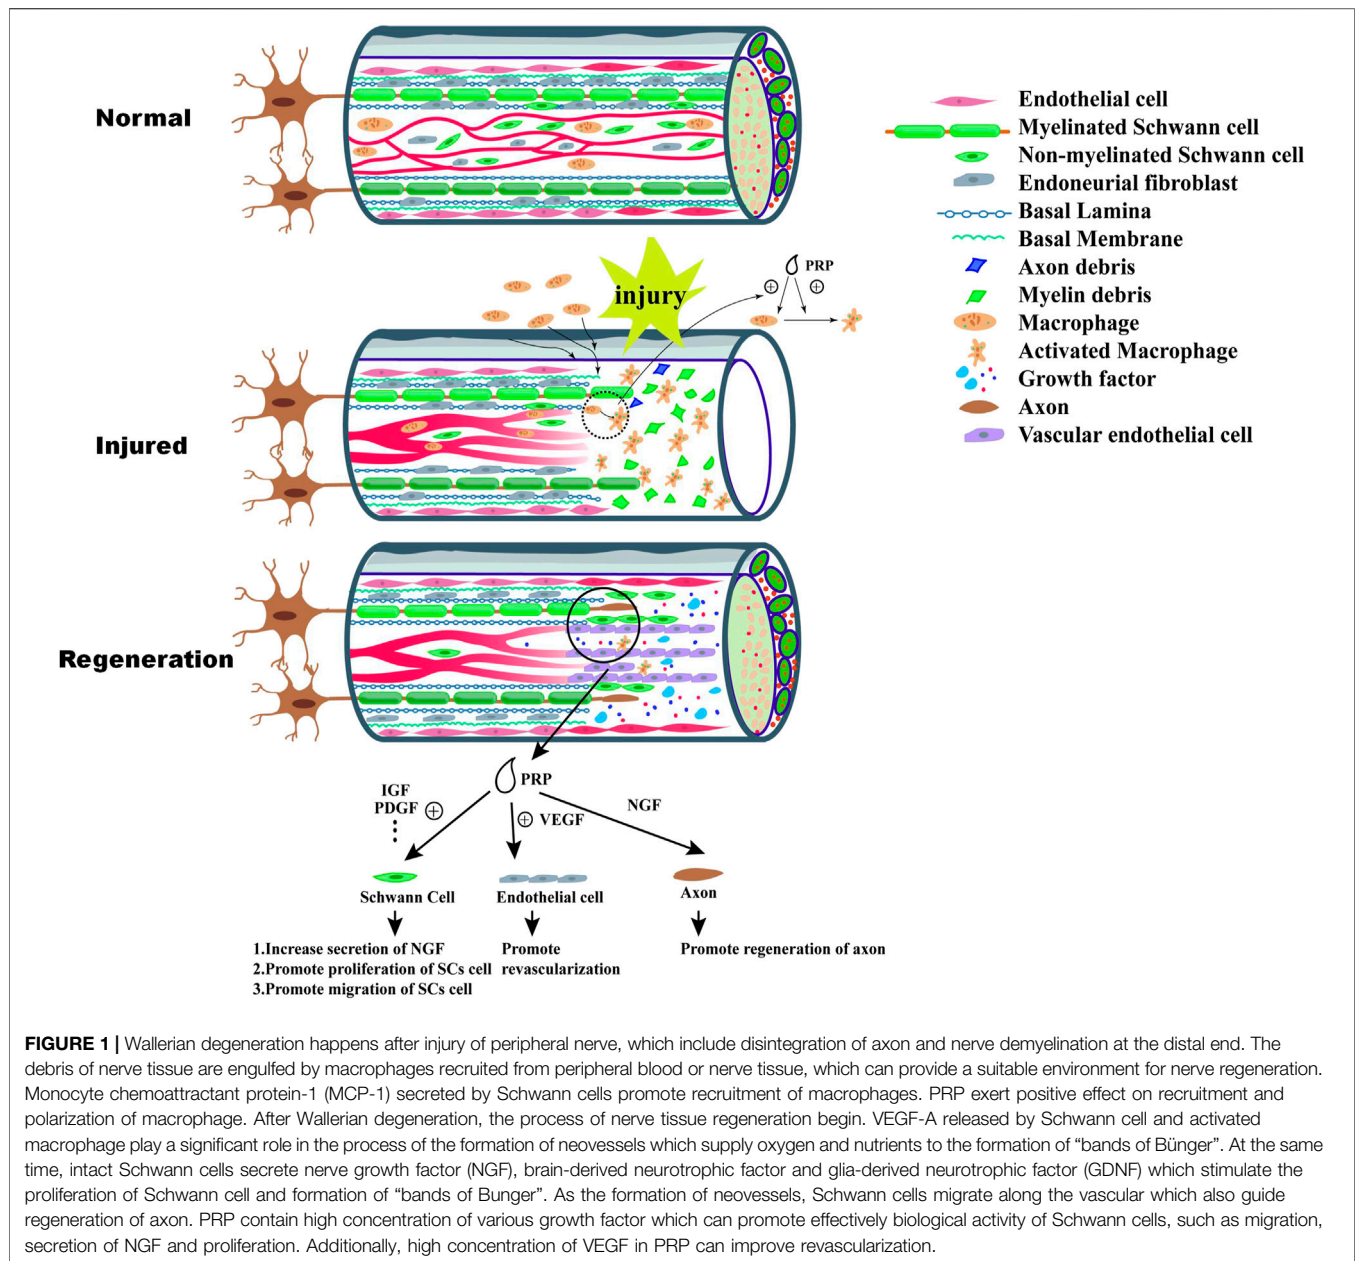 Normal
Endothelial cell
Myelinated Schwann cell
Non-myelinated Schwann cell
Endoneurial fibroblast
Basal Lamina
Basal Membrane
Axon debris
Myelin debris
Macrophage
Activated Macrophage
Growth factor
Axon
Vascular endothelial cell
injury
PRP
Injured
Regeneration
PRP
IGF
PDGF
VEGF
NGF
Schwann Cell
Endothelial cell
Axon
1.Increase secretion of NGF
2.Promote proliferation of SCs cell
3.Promote migration of SCs cell
Promote
revascularization
Promote regeneration of axon
FIGURE 1 | Wallerian degeneration happens after injury of peripheral nerve, which include disintegration of axon and nerve demyelination at the distal end. The
debris of nerve tissue are engulfed by macrophages recruited from peripheral blood or nerve tissue, which can provide a suitable environment for nerve regeneration.
Monocyte chemoattractant protein-1 (MCP-1) secreted by Schwann cells promote recruitment of macrophages. PRP exert positive effect on recruitment and
polarization of macrophage. After Wallerian degeneration, the process of nerve tissue regeneration begin. VEGF-A released by Schwann cell and activated
macrophage play a significant role in the process of the formation of neovessels which supply oxygen and nutrients to the formation of “bands of Bünger”. At the same
time, intact Schwann cells secrete nerve growth factor (NGF), brain-derived neurotrophic factor and glia-derived neurotrophic factor (GDNF) which stimulate the
proliferation of Schwann cell and formation of “bands of Bunger”. As the formation of neovessels, Schwann cells migrate along the vascular which also guide
regeneration of axon. PRP contain high concentration of various growth factor which can promote effectively biological activity of Schwann cells, such as migration,
secretion of NGF and proliferation. Additionally, high concentration of VEGF in PRP can improve revascularization.